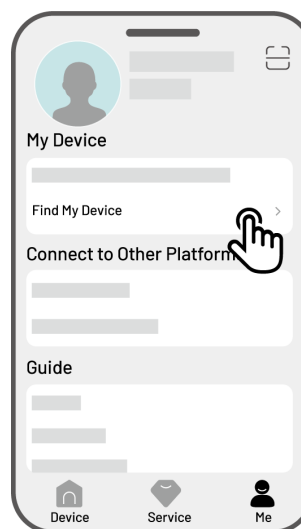 My Device
Find My Device
Connect to Other Platform
Guide
Device
Service
Me